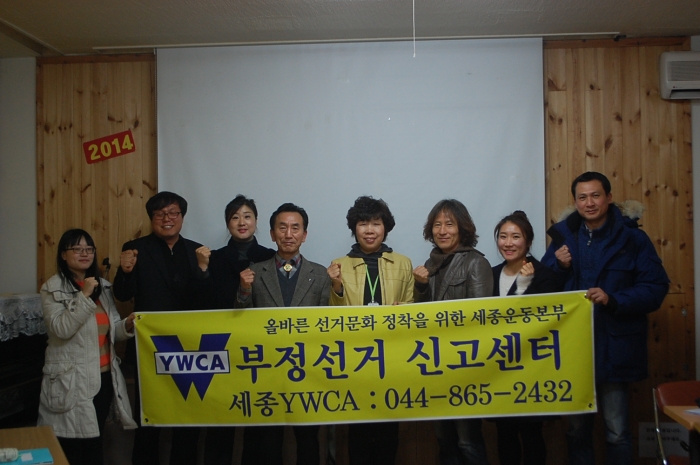 2014
올바른 선거문화 정착을 위한 세종운동본부
YWCA
부정선거 신고센터
세종YWCA : 044-865-2432